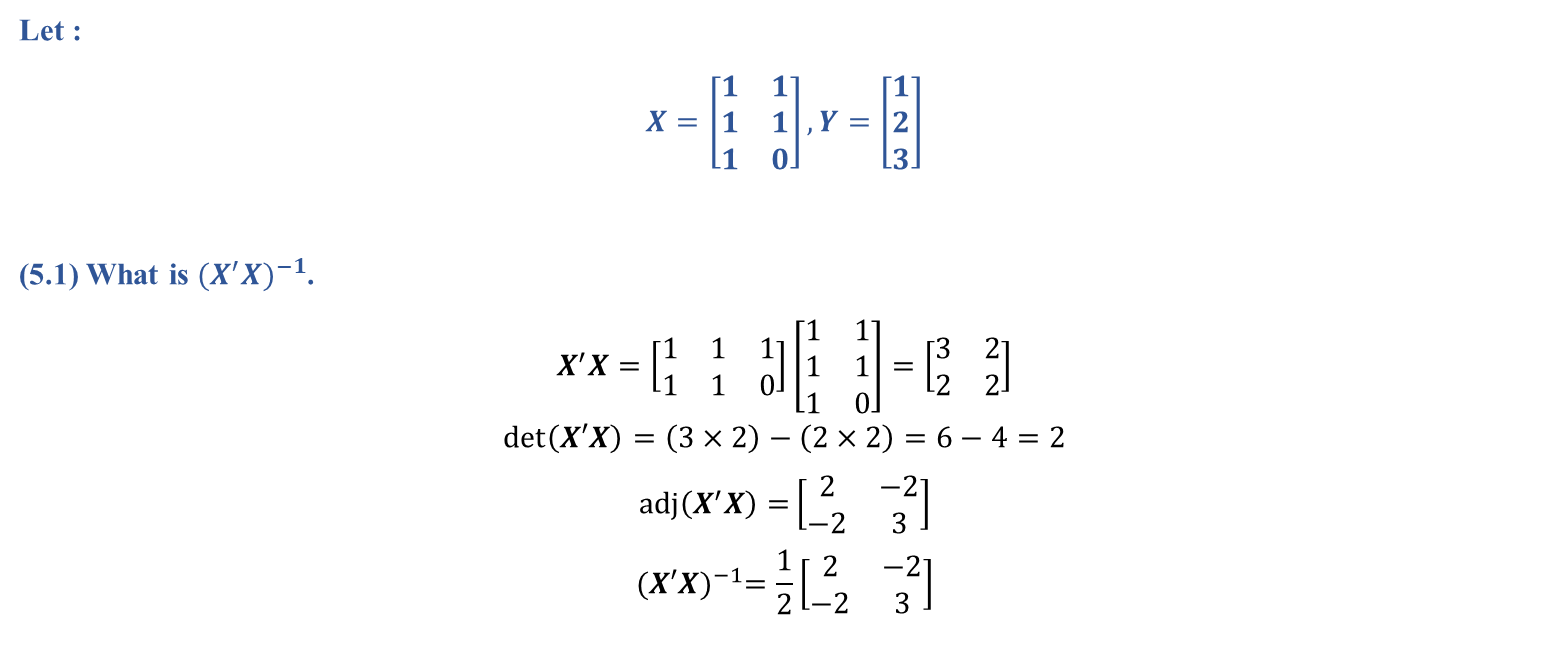 Let :
X = [1 1; 1 1; 1 0], Y = [1; 2; 3]
(5.1) What is (X′X)⁻¹.
X′X = [1 1 1; 1 1 0] [1 1; 1 1; 1 0] = [3 2; 2 2]
det(X′X) = (3 × 2) − (2 × 2) = 6 − 4 = 2
adj(X′X) = [2 −2; −2 3]
(X′X)⁻¹= 1/2 [2 −2; −2 3]